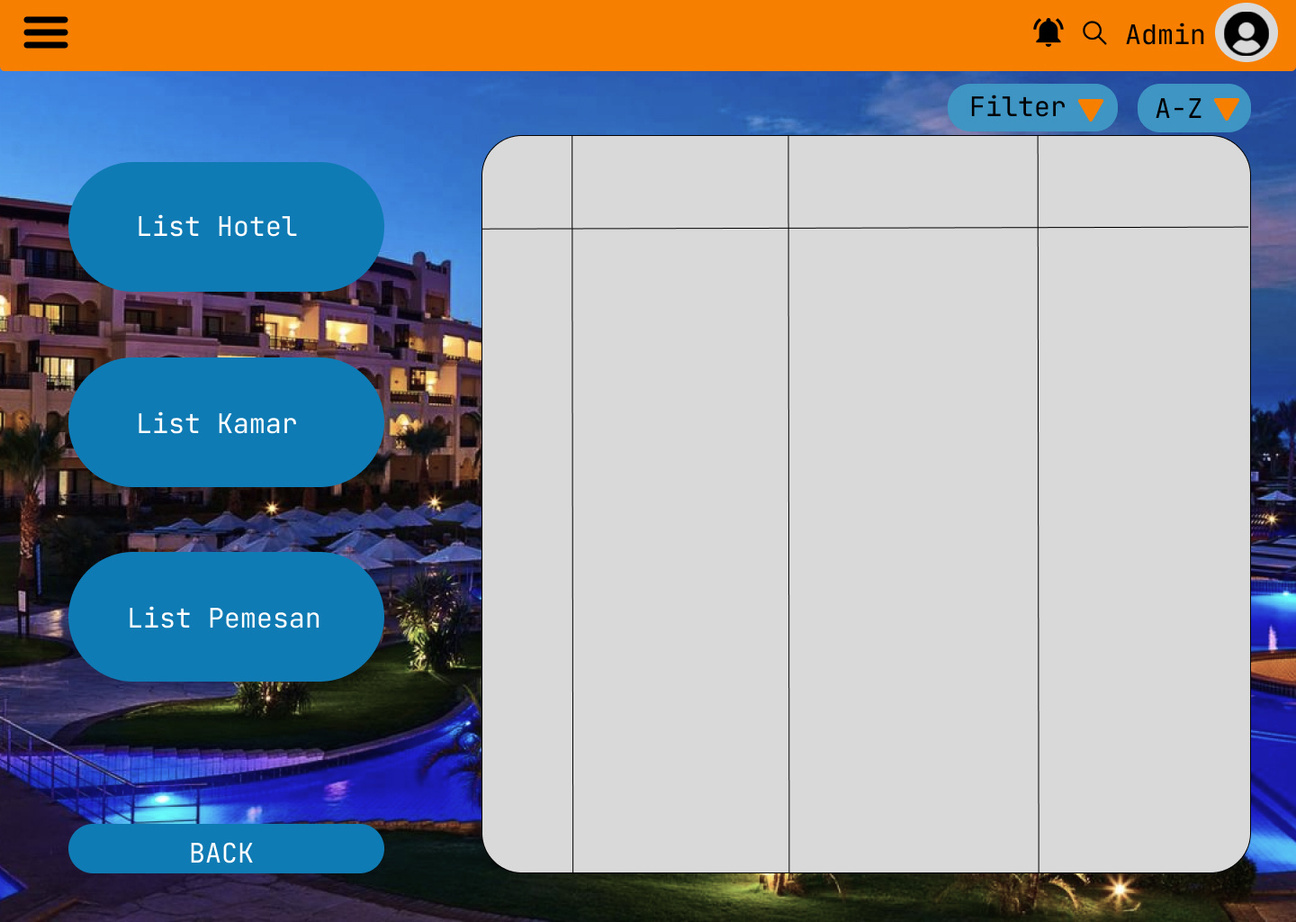 Admin
Filter
A-Z
List Hotel
List Kamar
List Pemesan
BACK